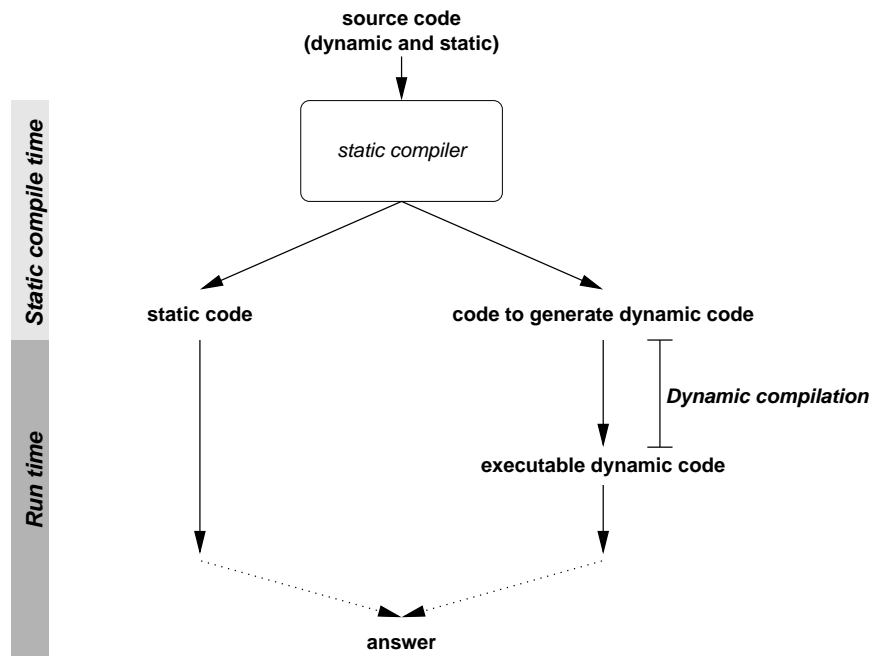 source code
(dynamic and static)
Static compile time
static compiler
static code
code to generate dynamic code
Run time
Dynamic compilation
executable dynamic code
answer